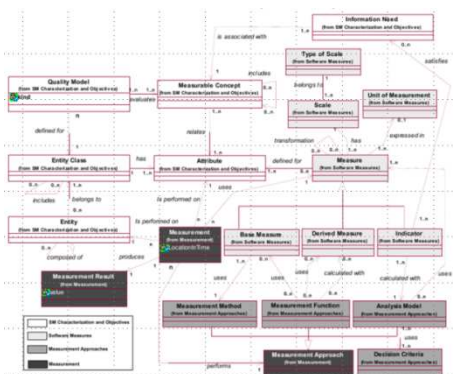 Information Need
(from SM Characterization and Objectives)
is associated with
satisfies
Type of Scale
(from Software Measures)
includes
belongs to
Quality Model
(from SM Characterization and Objectives)
kind
evaluates
Measurable Concept
(from SM Characterization and Objectives)
Scale
(from Software Measures)
Unit of Measurement
(from Software Measures)
defined for
relates
transformation
has
expressed in
Entity Class
(from SM Characterization and Objectives)
has
Attribute
(from SM Characterization and Objectives)
defined for
Measure
(from Software Measures)
includes
belongs to
Is performed on
uses
Entity
(from SM Characterization and Objectives)
Is performed on
Measurement
(from Measurement)
LocationInTime
Base Measure
(from Software Measures)
Derived Measure
(from Software Measures)
Indicator
(from Software Measures)
composed of
produces
Measurement Result
(from Measurement)
value
uses
uses
calculated with
uses
calculated with
uses
Measurement Method
(from Measurement Approaches)
Measurement Function
(from Measurement Approaches)
Analysis Model
(from Measurement Approaches)
SM Characterization and Objectives
Software Measures
Measurement Approaches
Measurement
uses
performs
Measurement Approach
(from Measurement)
Decision Criteria
(from Measurement Approaches)